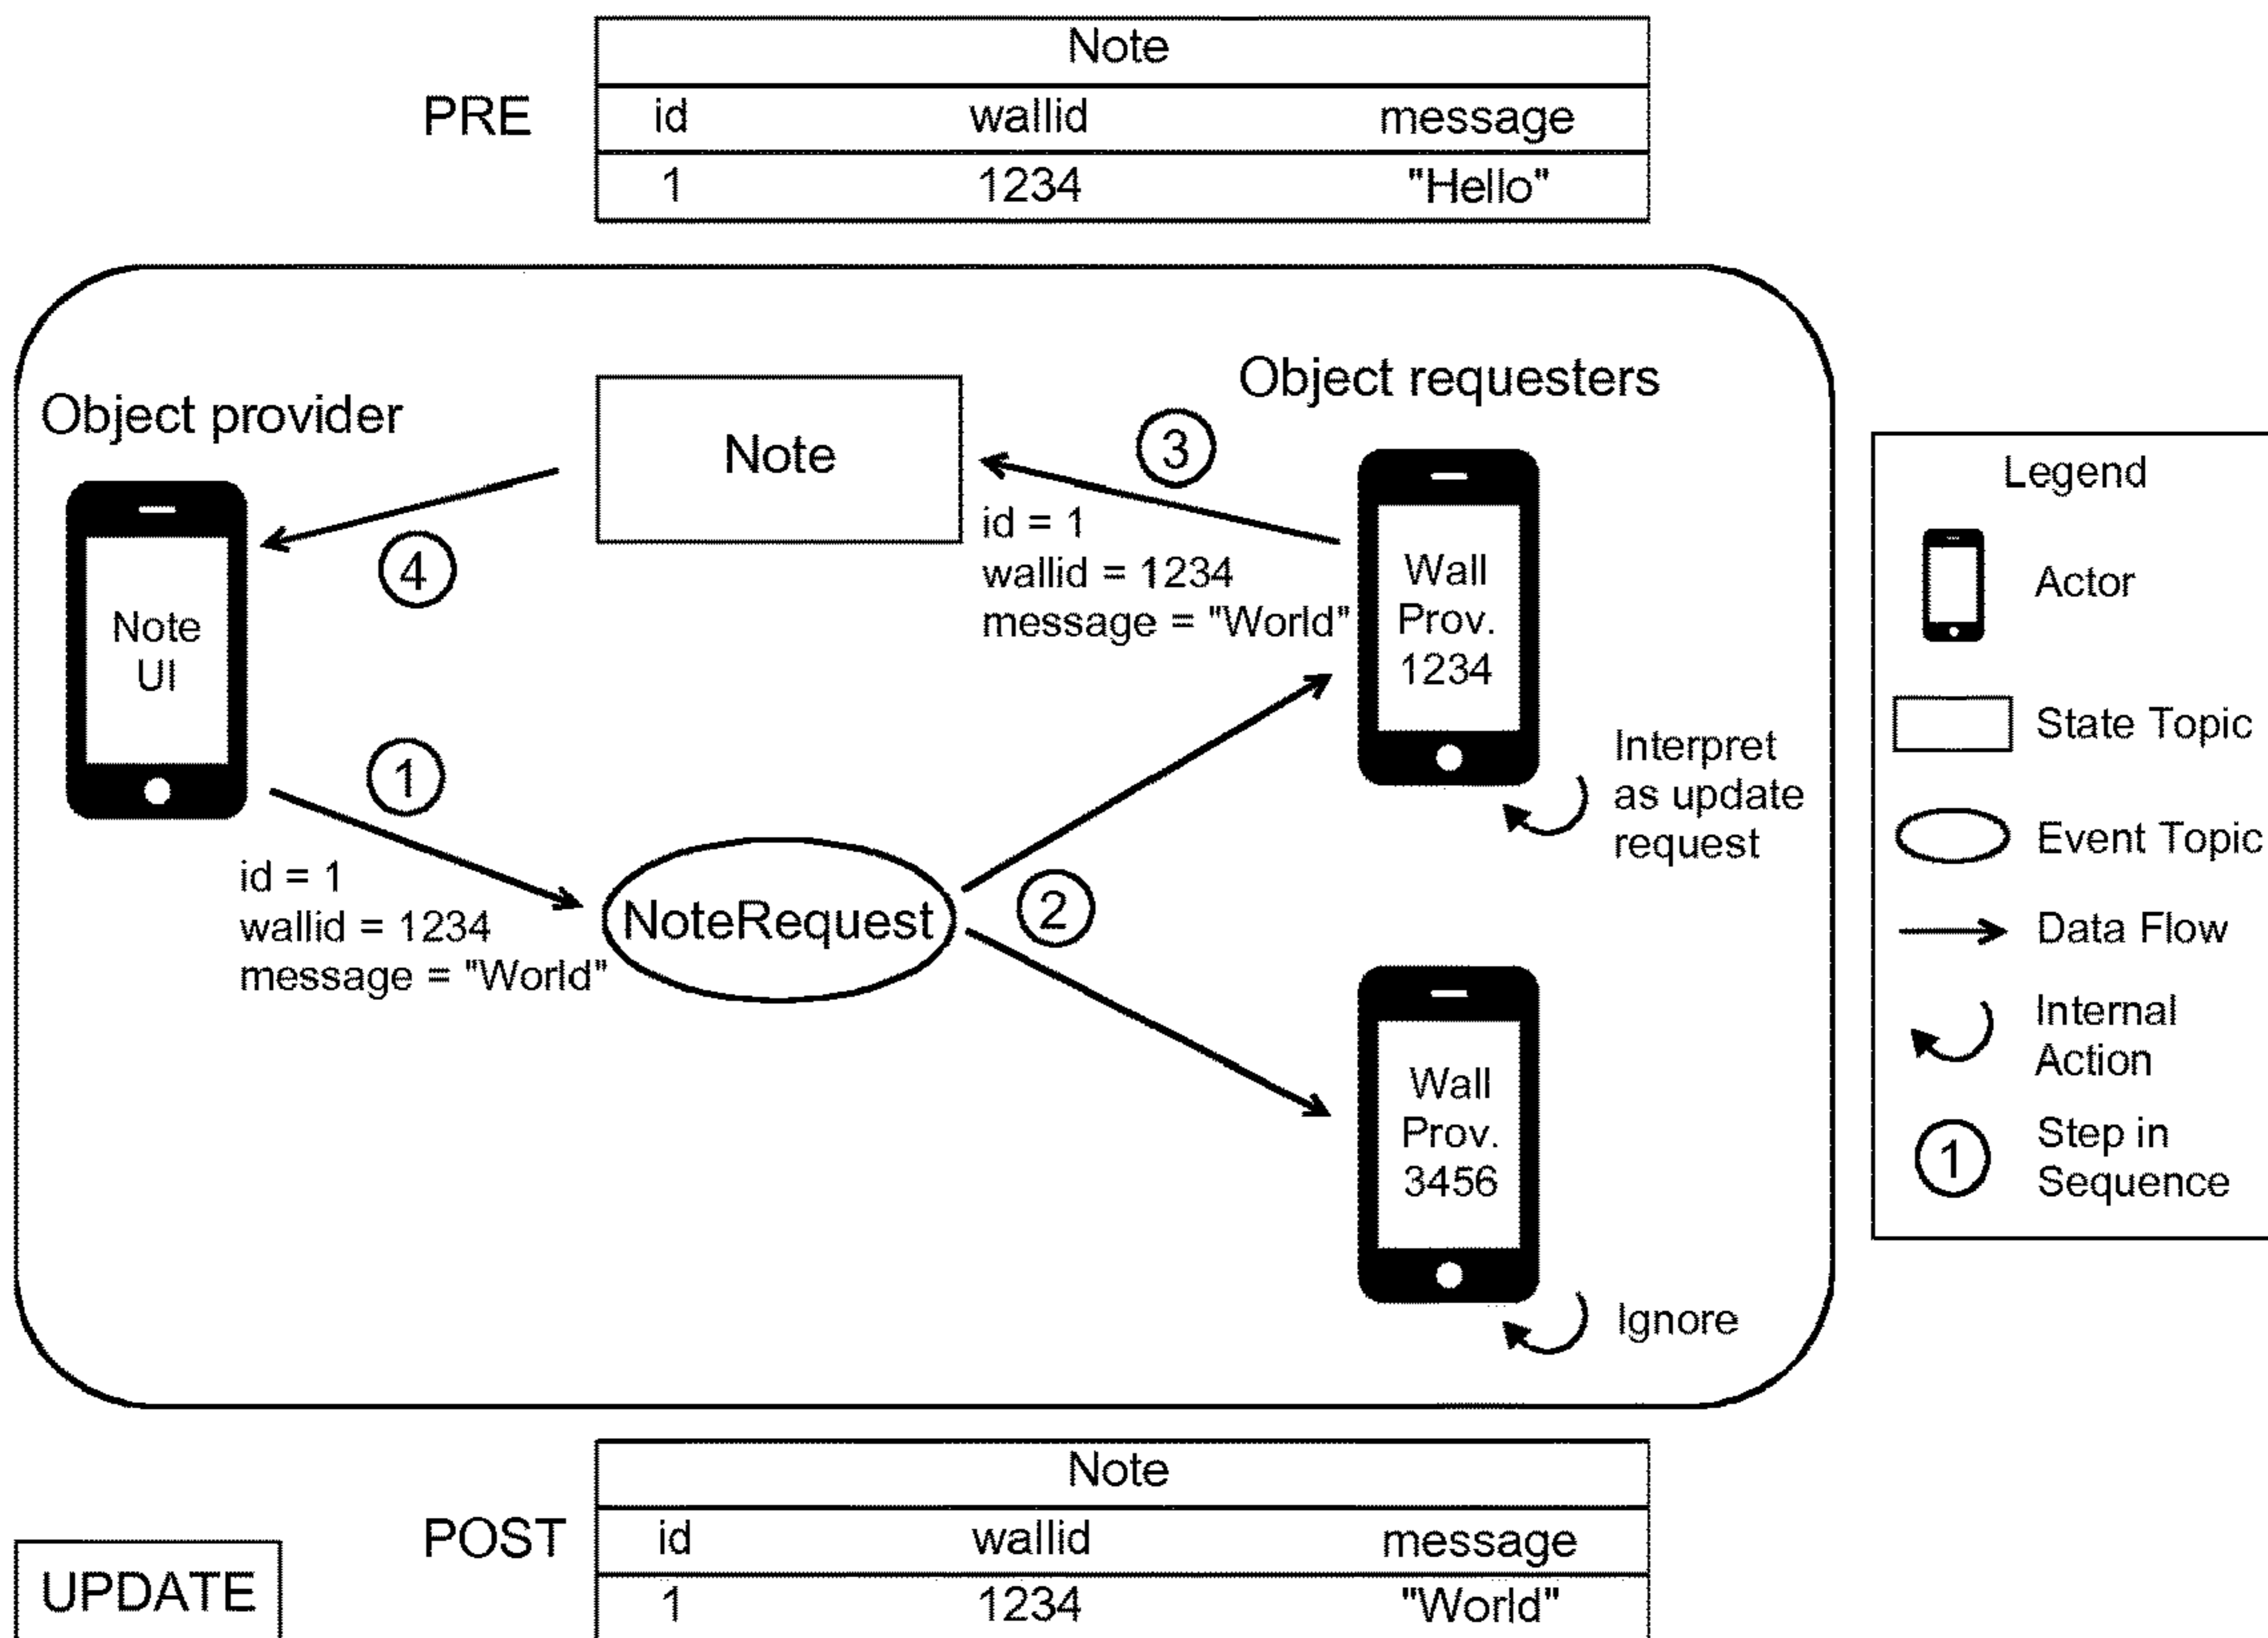 Note
PRE
id wallid message
1 1234 "Hello"
Object provider
Object requesters
Note
3
id = 1
wallid = 1234
message = "World"
4
Note
UI
Wall
Prov.
1234
Interpret
as update
request
1
id = 1
wallid = 1234
message = "World"
NoteRequest
2
Wall
Prov.
3456
Ignore
Legend
Actor
State Topic
Event Topic
Data Flow
Internal
Action
1
Step in
Sequence
Note
POST
id wallid message
1 1234 "World"
UPDATE